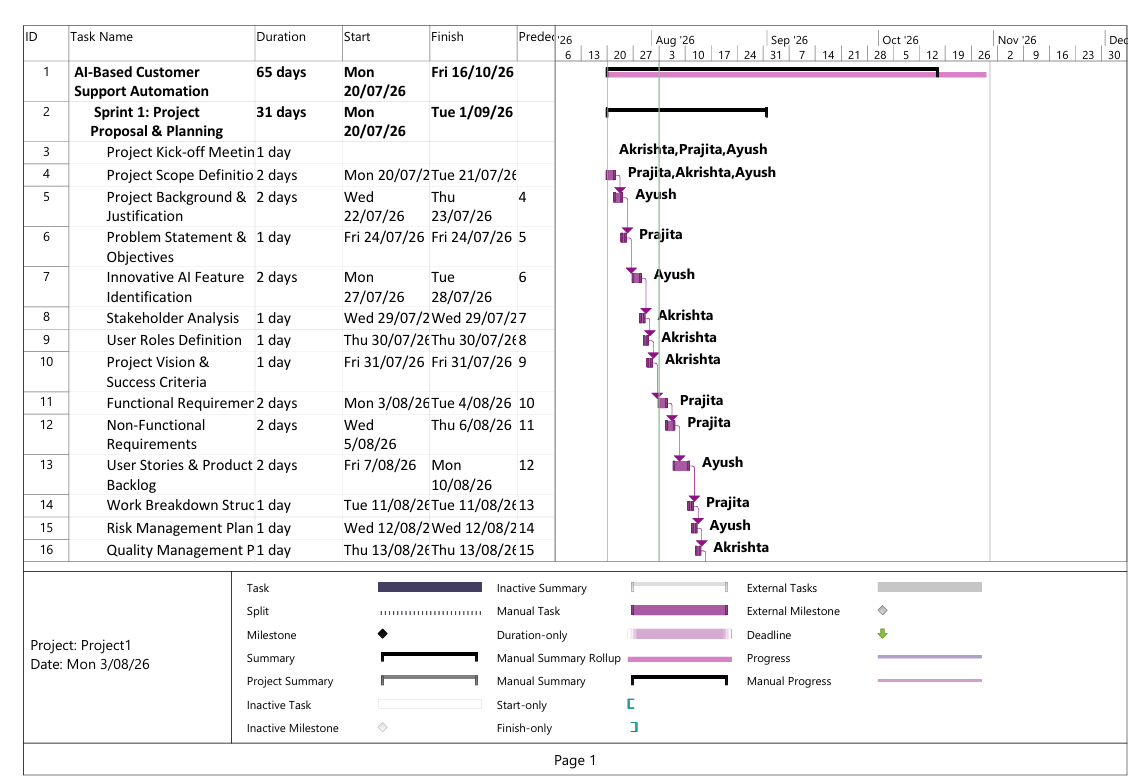 ID Task Name Duration Start Finish Predec
'26 Aug '26 Sep '26 Oct '26 Nov '26 Dec
6 13 20 27 3 10 17 24 31 7 14 21 28 5 12 19 26 2 9 16 23 30
1 AI-Based Customer 65 days Mon Fri 16/10/26
Support Automation 20/07/26
2 Sprint 1: Project 31 days Mon Tue 1/09/26
Proposal & Planning 20/07/26
3 Project Kick-off Meetin 1 day Akrishta,Prajita,Ayush
4 Project Scope Definitio 2 days Mon 20/07/2 Tue 21/07/26 Prajita,Akrishta,Ayush
5 Project Background & 2 days Wed Thu 4 Ayush
Justification 22/07/26 23/07/26
6 Problem Statement & 1 day Fri 24/07/26 Fri 24/07/26 5 Prajita
Objectives
7 Innovative AI Feature 2 days Mon Tue 6 Ayush
Identification 27/07/26 28/07/26
8 Stakeholder Analysis 1 day Wed 29/07/2 Wed 29/07/2 7 Akrishta
9 User Roles Definition 1 day Thu 30/07/26 Thu 30/07/26 8 Akrishta
10 Project Vision & 1 day Fri 31/07/26 Fri 31/07/26 9 Akrishta
Success Criteria
11 Functional Requiremen 2 days Mon 3/08/26 Tue 4/08/26 10 Prajita
12 Non-Functional 2 days Wed Thu 6/08/26 11 Prajita
Requirements 5/08/26
13 User Stories & Product 2 days Fri 7/08/26 Mon 12 Ayush
Backlog 10/08/26
14 Work Breakdown Struc 1 day Tue 11/08/26 Tue 11/08/26 13 Prajita
15 Risk Management Plan 1 day Wed 12/08/2 Wed 12/08/2 14 Ayush
16 Quality Management P 1 day Thu 13/08/26 Thu 13/08/26 15 Akrishta
Project: Project1
Date: Mon 3/08/26
Task Inactive Summary External Tasks
Split Manual Task External Milestone
Milestone Duration-only Deadline
Summary Manual Summary Rollup Progress
Project Summary Manual Summary Manual Progress
Inactive Task Start-only
Inactive Milestone Finish-only
Page 1